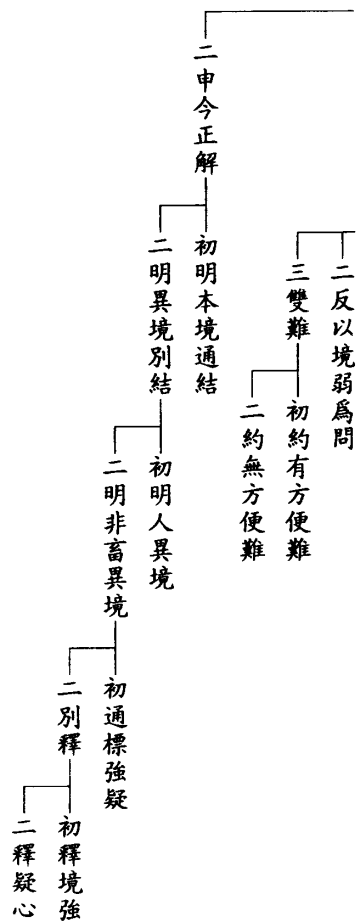 二反以境弱爲問
三雙難
初約有方便難
二約無方便難
二申今正解
初明本境通結
二明異境別結
初明人異境
二明非畜異境
初通標強疑
二別釋
初釋境強
二釋疑心